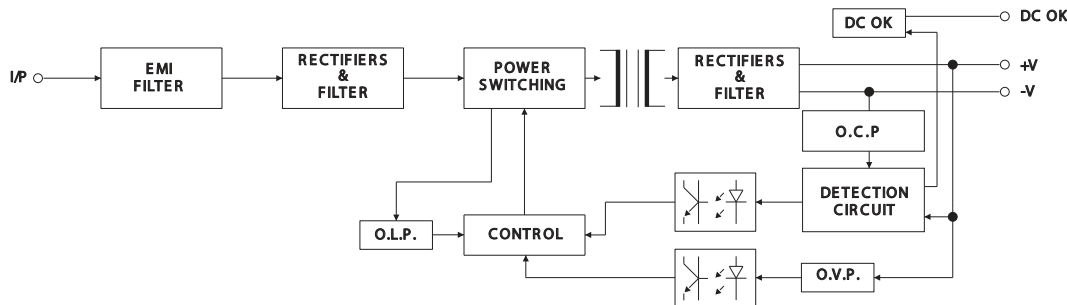 DC OK
DC OK
I/P
EMI
FILTER
RECTIFIERS
&
FILTER
POWER
SWITCHING
RECTIFIERS
&
FILTER
+V
-V
O.C.P
DETECTION
CIRCUIT
O.L.P.
CONTROL
O.V.P.